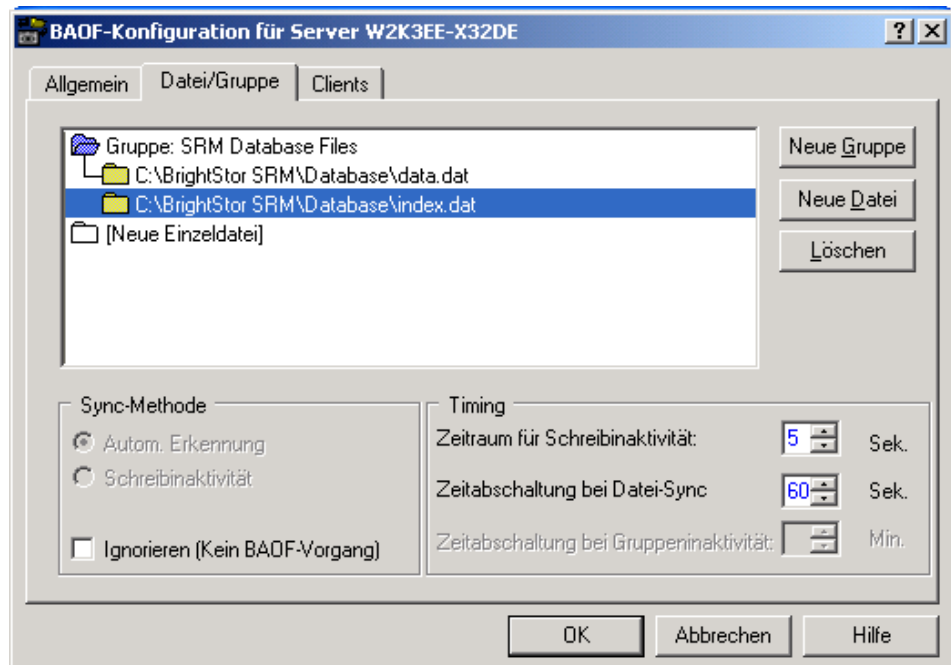 BAOF-Konfiguration für Server W2K3EE-X32DE
Allgemein
Datei/Gruppe
Clients
Gruppe: SRM Database Files
C:\BrightStor SRM\Database\data.dat
C:\BrightStor SRM\Database\index.dat
[Neue Einzeldatei]
Neue Gruppe
Neue Datei
Löschen
Sync-Methode
Autom. Erkennung
Schreibinaktivität
Ignorieren (Kein BAOF-Vorgang)
Timing
Zeitraum für Schreibinaktivität: 5 Sek.
Zeitabschaltung bei Datei-Sync 60 Sek.
Zeitabschaltung bei Gruppeninaktivität: Min.
OK
Abbrechen
Hilfe